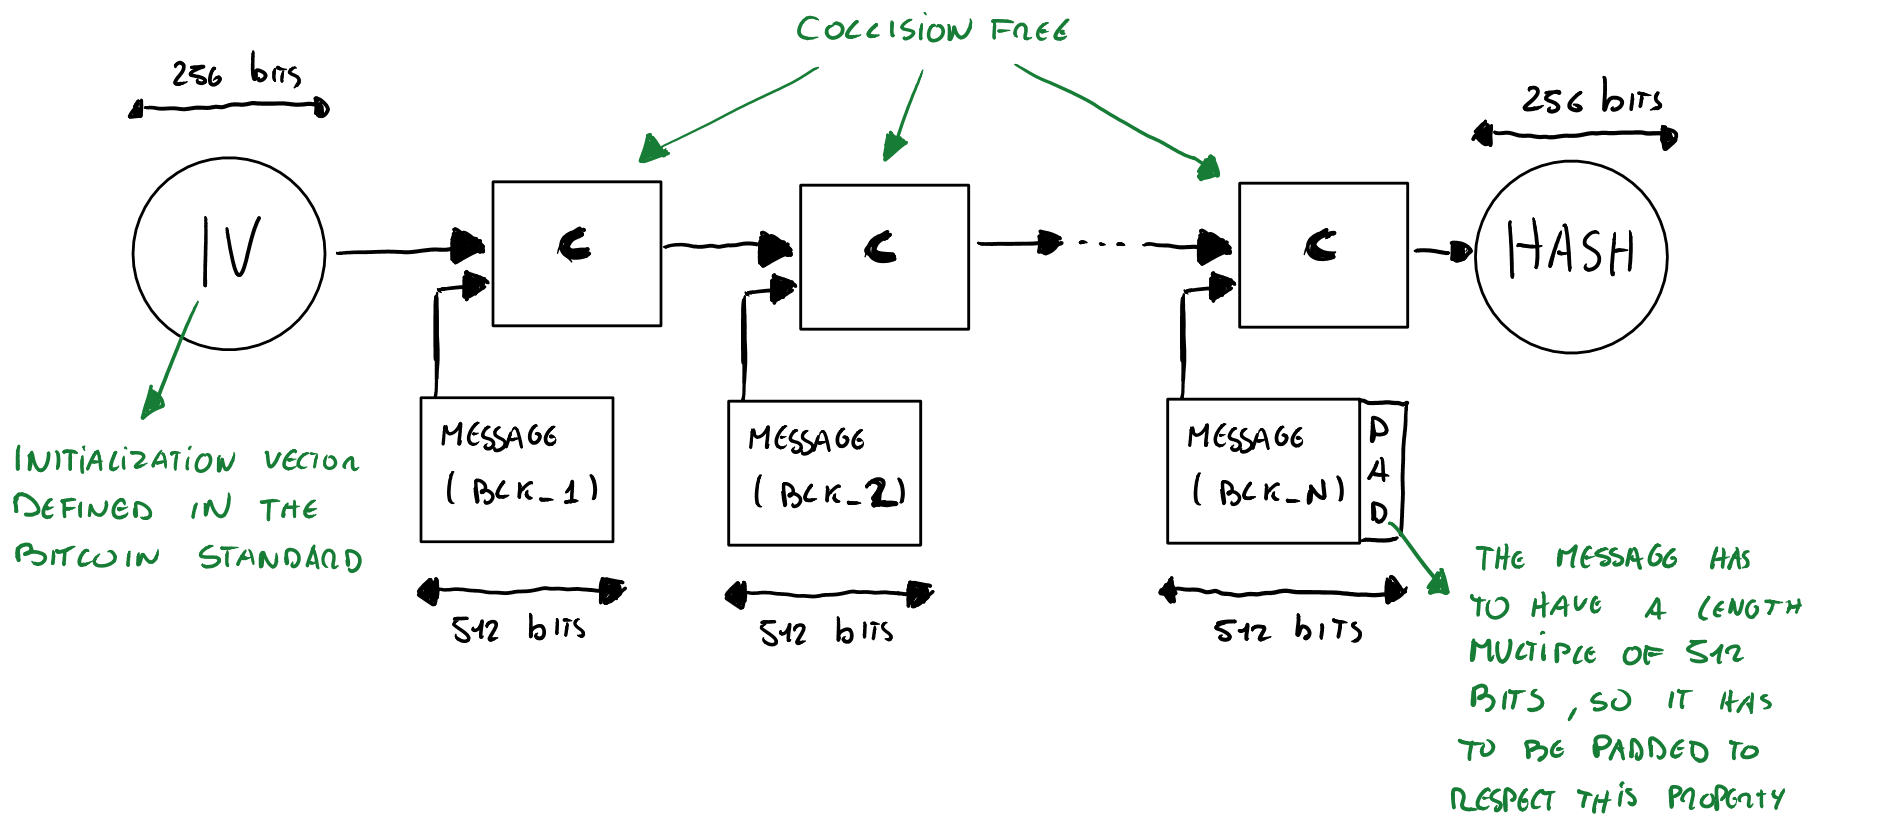 COLLISION FREE
256 bITS
256 bITS
IV
C
C
....
C
HASH
MESSAGE
(BLK_1)
MESSAGE
(BLK_2)
MESSAGE
(BLK_N)
PAD
512 bITS
512 bITS
512 bITS
INITIALIZATION VECTOR
DEFINED IN THE
BITCOIN STANDARD
THE MESSAGE HAS
TO HAVE A LENGTH
MULTIPLE OF 512
BITS, SO IT HAS
TO BE PADDED TO
RESPECT THIS PROPERTY